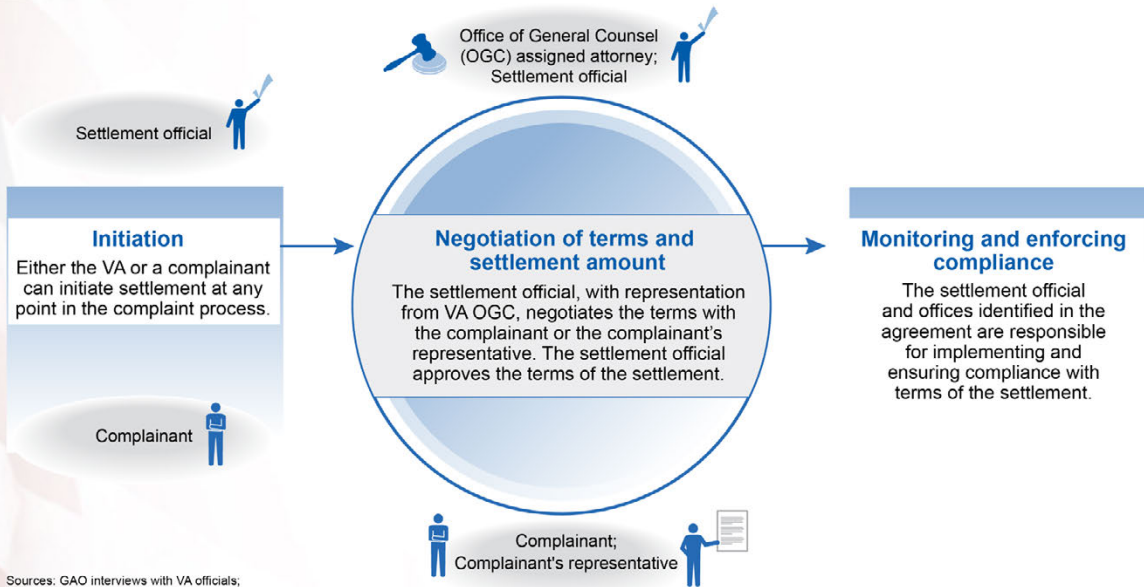 Office of General Counsel
(OGC) assigned attorney;
Settlement official
Settlement official
Initiation
Either the VA or a complainant
can initiate settlement at any
point in the complaint process.
Complainant
Negotiation of terms and
settlement amount
The settlement official, with representation
from VA OGC, negotiates the terms with
the complainant or the complainant's
representative. The settlement official
approves the terms of the settlement.
Monitoring and enforcing
compliance
The settlement official
and offices identified in the
agreement are responsible
for implementing and
ensuring compliance with
terms of the settlement.
Complainant;
Complainant's representative
Sources: GAO interviews with VA officials;